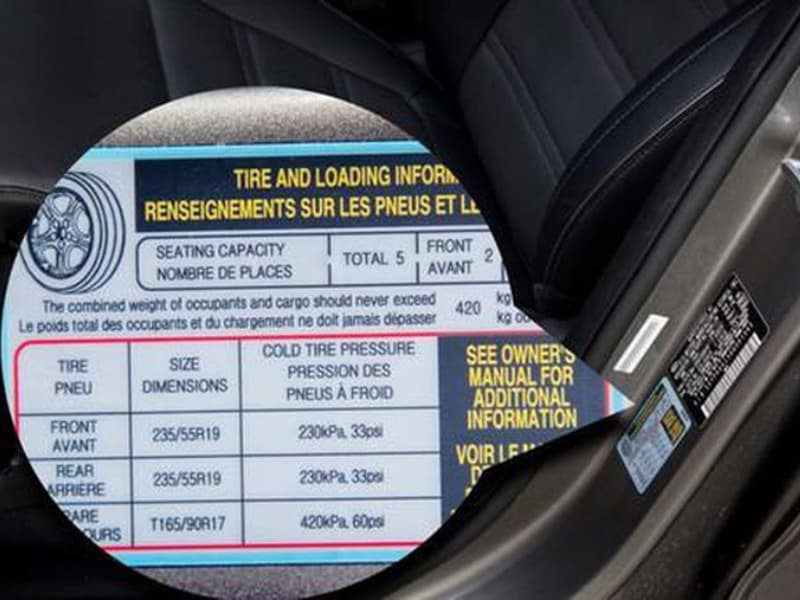 TIRE AND LOADING INFORM
RENSEIGNEMENTS SUR LES PNEUS ET LE
SEATING CAPACITY
NOMBRE DE PLACES
TOTAL 5
FRONT
AVANT
2
The combined weight of occupants and cargo should never exceed
Le poids total des occupants et du chargement ne doit jamais dépasser
420
kg
kg ou
TIRE
PNEU
SIZE
DIMENSIONS
COLD TIRE PRESSURE
PRESSION DES
PNEUS À FROID
SEE OWNER'S
MANUAL FOR
ADDITIONAL
INFORMATION
VOIR LE
FRONT
AVANT
235/55R19
230kPa, 33psi
REAR
ARRIÈRE
235/55R19
230kPa, 33psi
PARE
OURS
T165/90R17
420kPa, 60psi